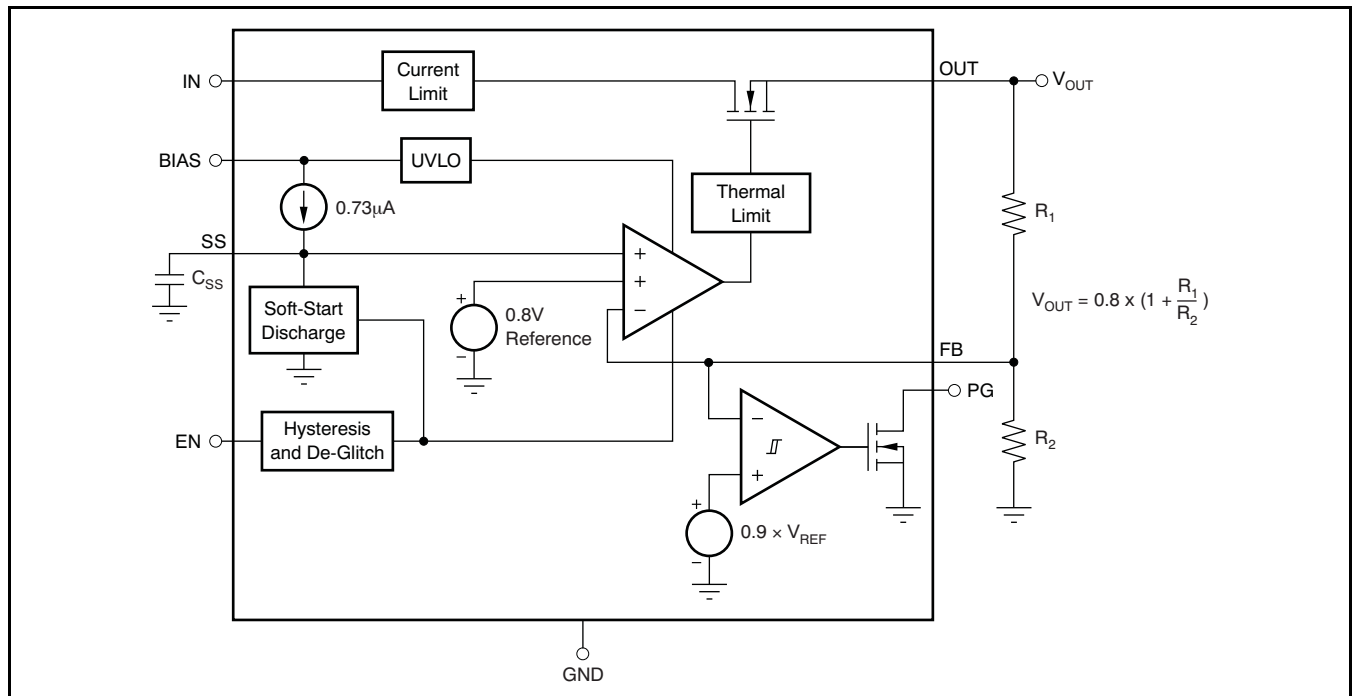 IN
Current
Limit
OUT
V_OUT
BIAS
UVLO
0.73µA
Thermal
Limit
R_1
SS
C_SS
+
+
−
Soft-Start
Discharge
+
0.8V
Reference
−
V_OUT = 0.8 x (1 + R_1/R_2)
FB
PG
EN
Hysteresis
and De-Glitch
−
+
R_2
+
0.9 × V_REF
−
GND